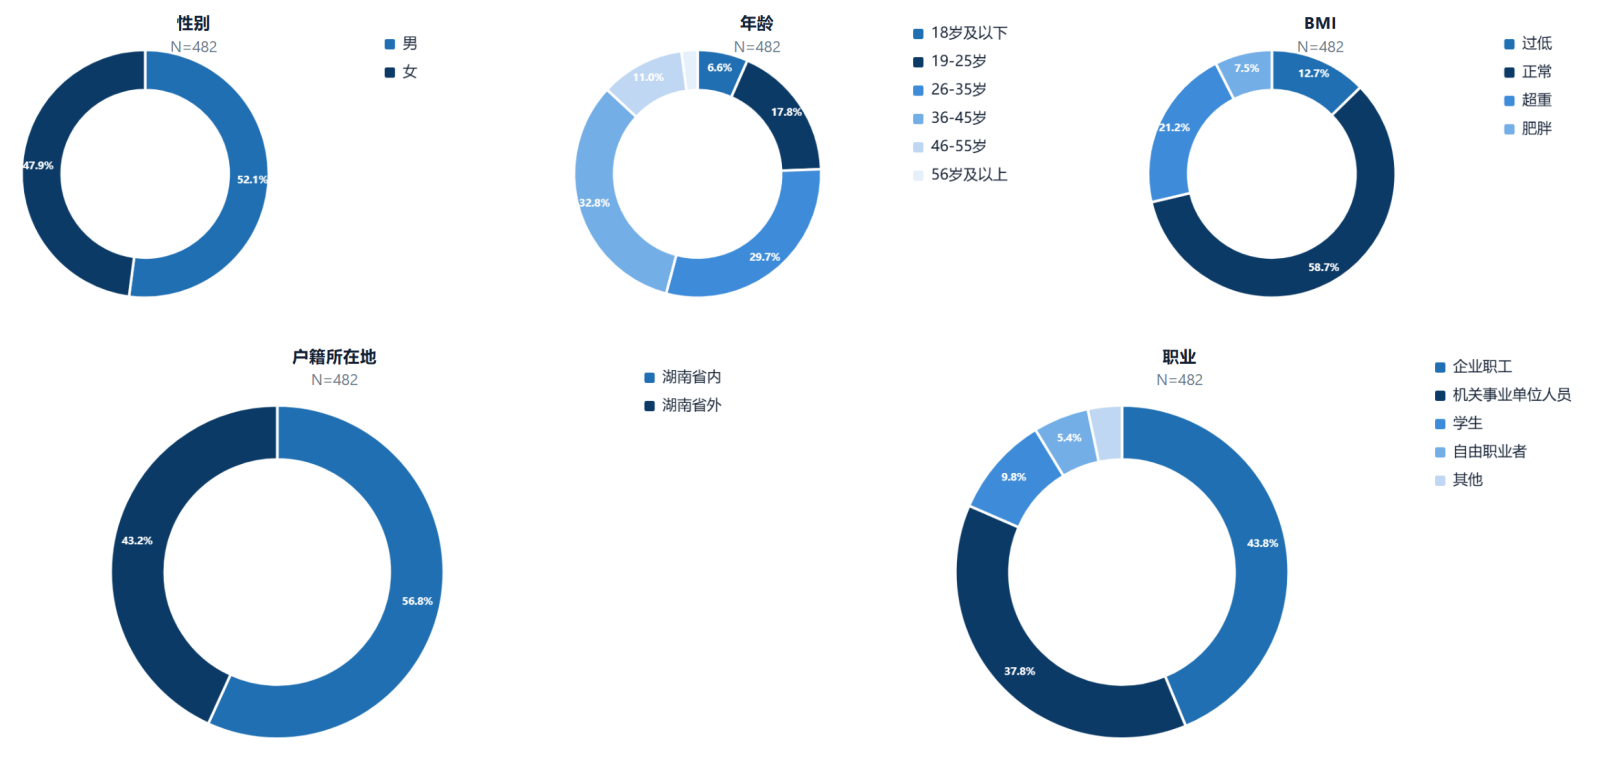 性别
N=482
男
女
47.9%
52.1%
年龄
N=482
18岁及以下
19-25岁
26-35岁
36-45岁
46-55岁
56岁及以上
6.6%
17.8%
29.7%
32.8%
11.0%
BMI
N=482
过低
正常
超重
肥胖
12.7%
58.7%
21.2%
7.5%
户籍所在地
N=482
湖南省内
湖南省外
43.2%
56.8%
职业
N=482
企业职工
机关事业单位人员
学生
自由职业者
其他
43.8%
37.8%
9.8%
5.4%